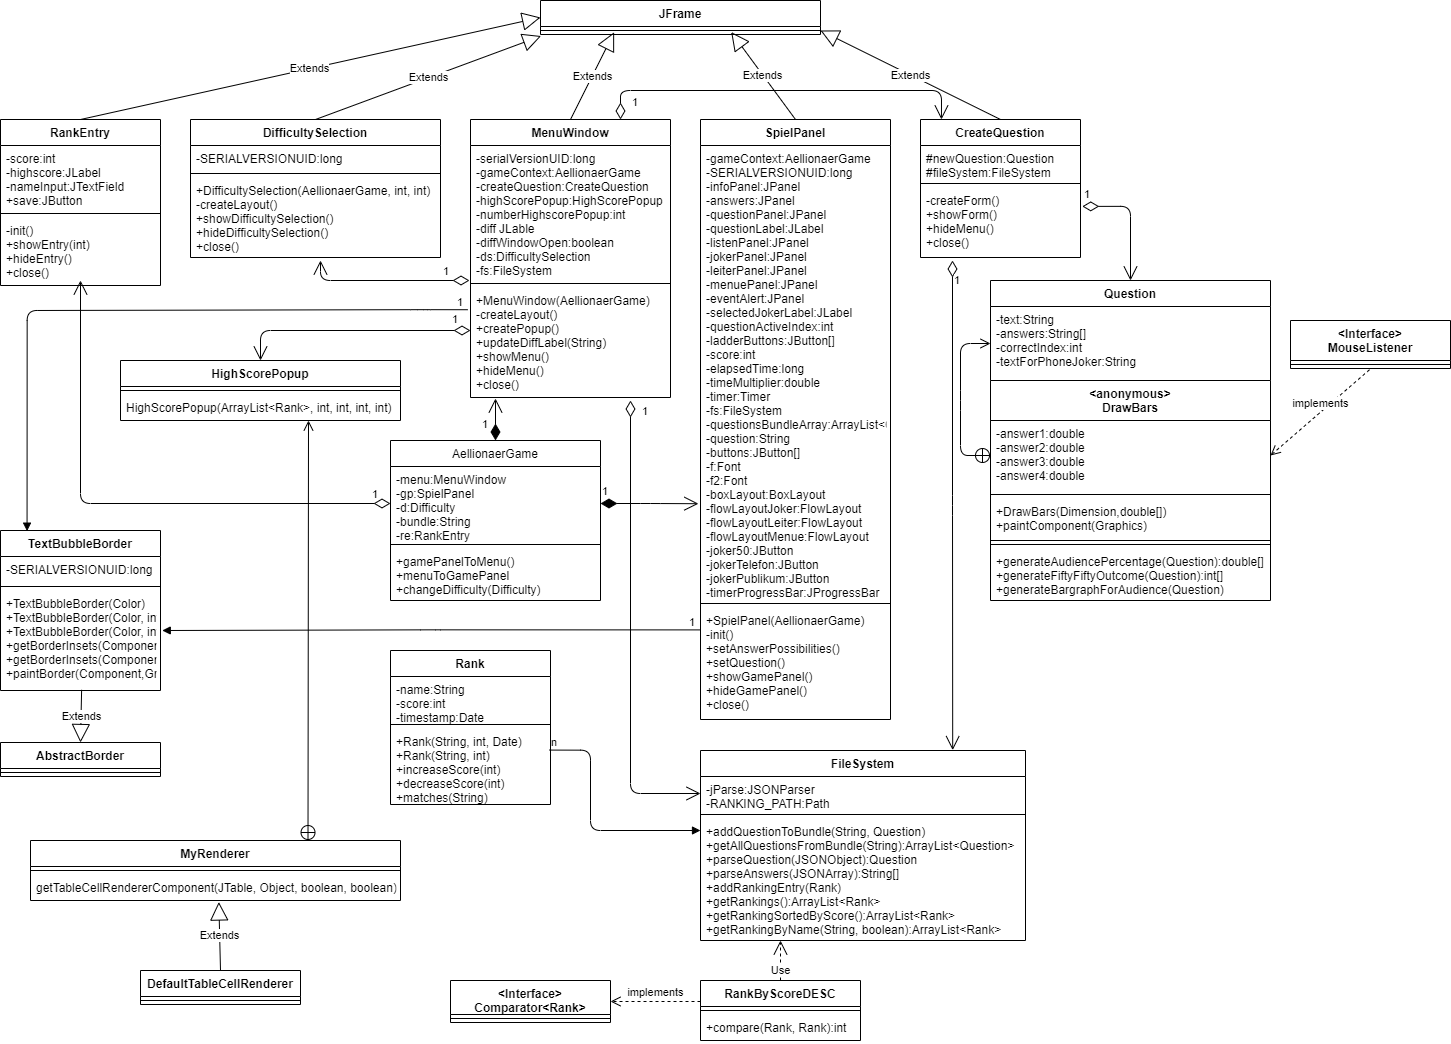 JFrame
Extends
Extends
Extends
Extends
Extends
1
RankEntry
-score:int
-highscore:JLabel
-nameInput:JTextField
+save:JButton
-init()
+showEntry(int)
+hideEntry()
+close()
DifficultySelection
-SERIALVERSIONUID:long
+DifficultySelection(AellionaerGame, int, int)
-createLayout()
+showDifficultySelection()
+hideDifficultySelection()
+close()
MenuWindow
-serialVersionUID:long
-gameContext:AellionaerGame
-createQuestion:CreateQuestion
-highScorePopup:HighScorePopup
-numberHighscorePopup:int
-diff JLable
-diffWindowOpen:boolean
-ds:DifficultySelection
-fs:FileSystem
+MenuWindow(AellionaerGame)
-createLayout()
+createPopup()
+updateDiffLabel(String)
+showMenu()
+hideMenu()
+close()
SpielPanel
-gameContext:AellionaerGame
-SERIALVERSIONUID:long
-infoPanel:JPanel
-answers:JPanel
-questionPanel:JPanel
-questionLabel:JLabel
-listenPanel:JPanel
-jokerPanel:JPanel
-leiterPanel:JPanel
-menuePanel:JPanel
-eventAlert:JPanel
-selectedJokerLabel:JLabel
-questionActiveIndex:int
-ladderButtons:JButton[]
-score:int
-elapsedTime:long
-timeMultiplier:double
-timer:Timer
-fs:FileSystem
-questionsBundleArray:ArrayList<
-question:String
-buttons:JButton[]
-f:Font
-f2:Font
-boxLayout:BoxLayout
-flowLayoutJoker:FlowLayout
-flowLayoutLeiter:FlowLayout
-flowLayoutMenue:FlowLayout
-joker50:JButton
-jokerTelefon:JButton
-jokerPublikum:JButton
-timerProgressBar:JProgressBar
+SpielPanel(AellionaerGame)
-init()
+setAnswerPossibilities()
+setQuestion()
+showGamePanel()
+hideGamePanel()
+close()
CreateQuestion
#newQuestion:Question
#fileSystem:FileSystem
-createForm()
+showForm()
+hideMenu()
+close()
1
1
1
1
1
1
Question
-text:String
-answers:String[]
-correctIndex:int
-textForPhoneJoker:String
<anonymous>
DrawBars
-answer1:double
-answer2:double
-answer3:double
-answer4:double
+DrawBars(Dimension,double[])
+paintComponent(Graphics)
+generateAudiencePercentage(Question):double[]
+generateFiftyFiftyOutcome(Question):int[]
+generateBargraphForAudience(Question)
<Interface>
MouseListener
implements
HighScorePopup
HighScorePopup(ArrayList<Rank>, int, int, int, int)
1
1
1
AellionaerGame
-menu:MenuWindow
-gp:SpielPanel
-d:Difficulty
-bundle:String
-re:RankEntry
+gamePanelToMenu()
+menuToGamePanel
+changeDifficulty(Difficulty)
TextBubbleBorder
-SERIALVERSIONUID:long
+TextBubbleBorder(Color)
+TextBubbleBorder(Color, in
+TextBubbleBorder(Color, in
+getBorderInsets(Componer
+getBorderInsets(Componer
+paintBorder(Component,Gr
1
Extends
AbstractBorder
Rank
-name:String
-score:int
-timestamp:Date
+Rank(String, int, Date)
+Rank(String, int)
+increaseScore(int)
+decreaseScore(int)
+matches(String)
n
FileSystem
-jParse:JSONParser
-RANKING_PATH:Path
+addQuestionToBundle(String, Question)
+getAllQuestionsFromBundle(String):ArrayList<Question>
+parseQuestion(JSONObject):Question
+parseAnswers(JSONArray):String[]
+addRankingEntry(Rank)
+getRankings():ArrayList<Rank>
+getRankingSortedByScore():ArrayList<Rank>
+getRankingByName(String, boolean):ArrayList<Rank>
MyRenderer
getTableCellRendererComponent(JTable, Object, boolean, boolean)
Extends
DefaultTableCellRenderer
Use
<Interface>
Comparator<Rank>
implements
RankByScoreDESC
+compare(Rank, Rank):int